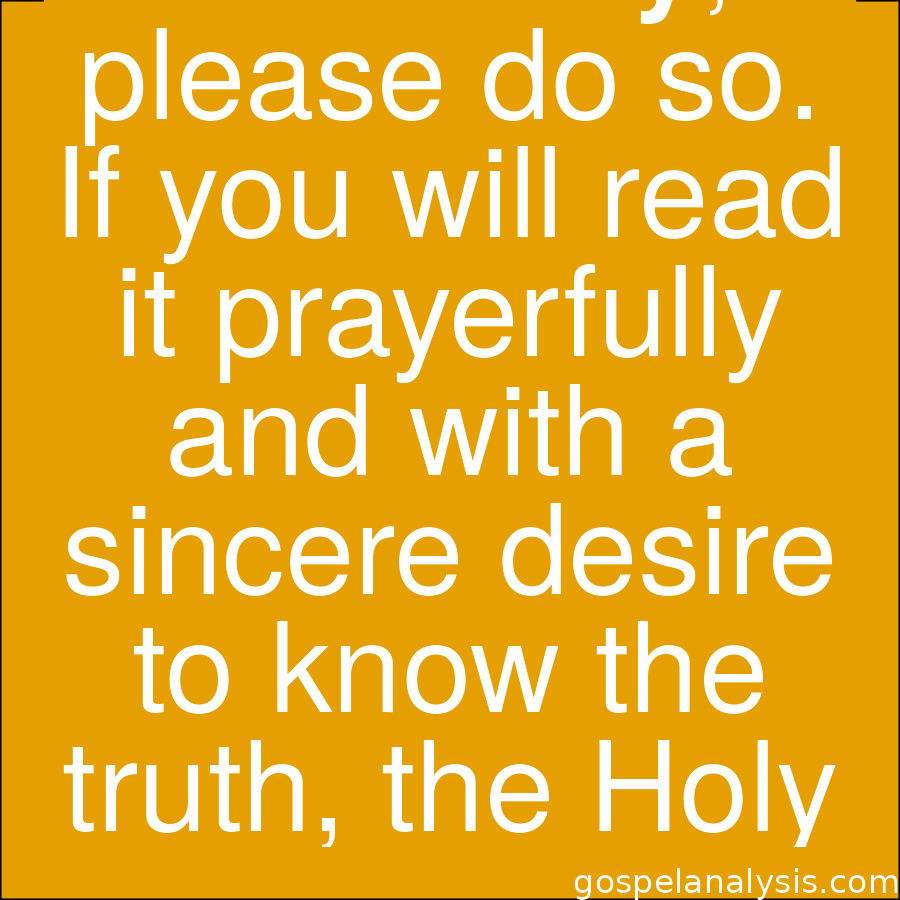 please do so.
If you will read
it prayerfully
and with a
sincere desire
to know the
truth, the Holy
gospelanalysis.com